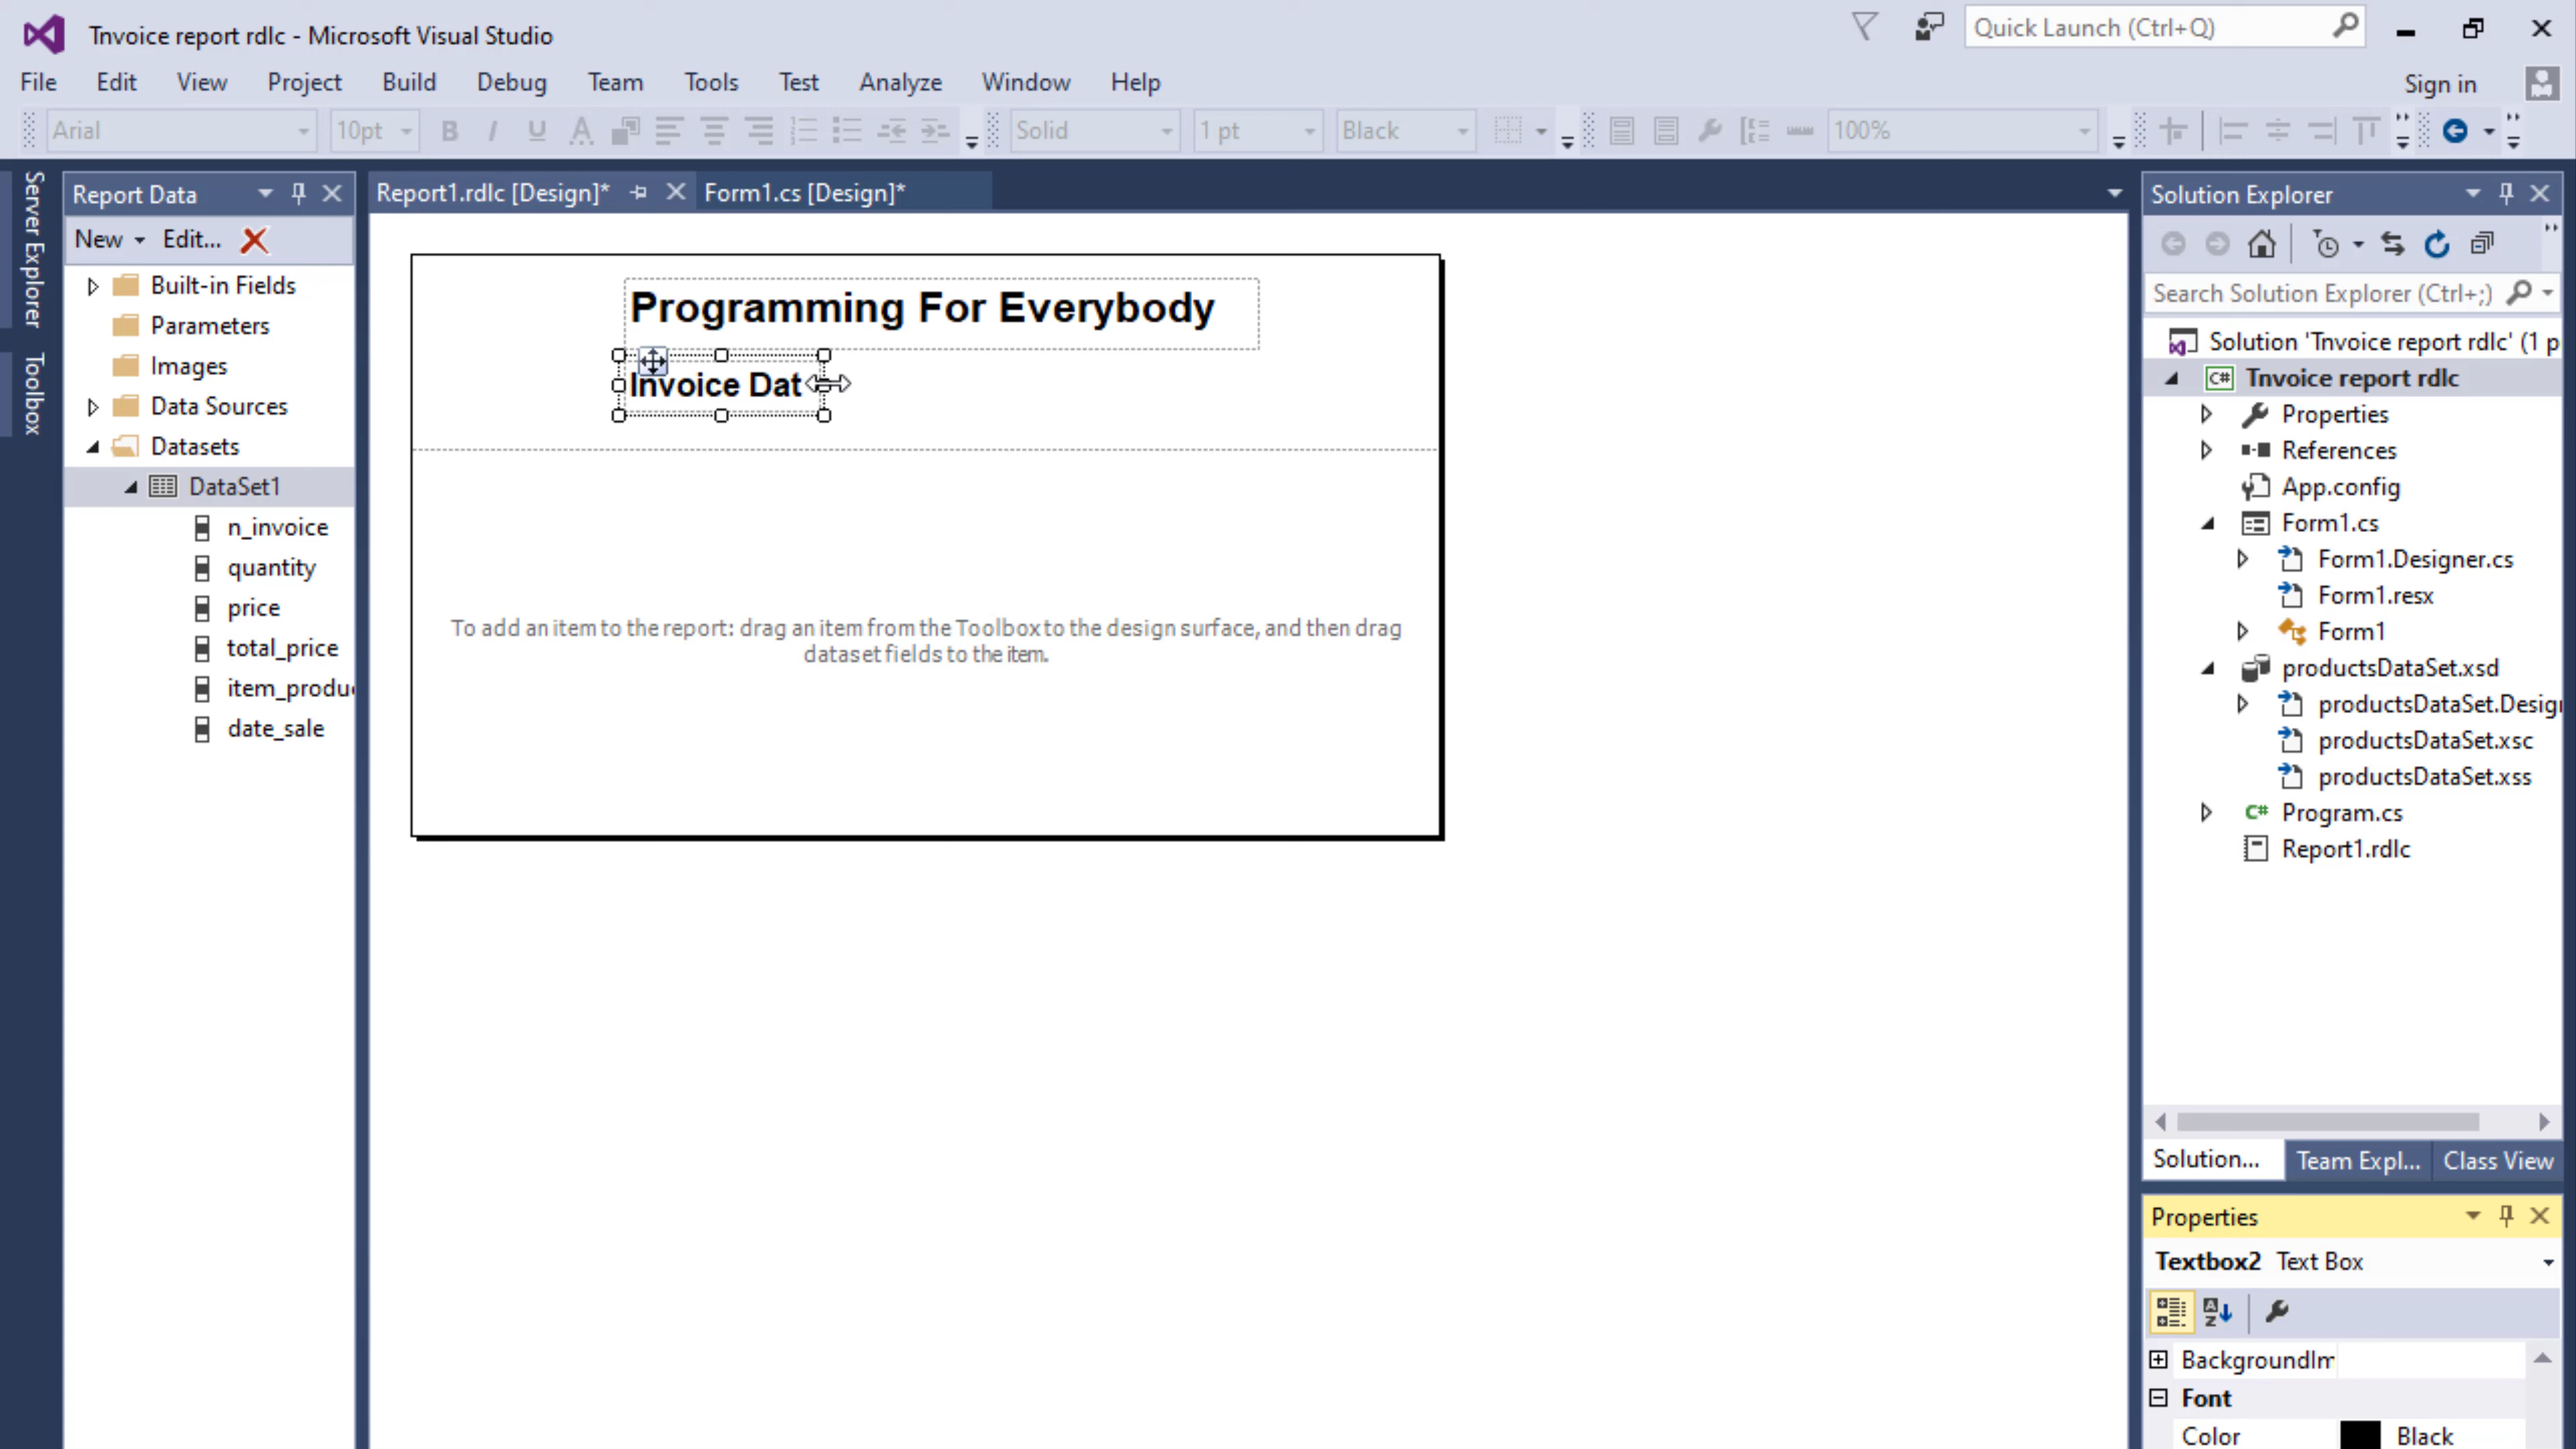 Tnvoice report rdlc - Microsoft Visual Studio
Quick Launch (Ctrl+Q)
File Edit View Project Build Debug Team Tools Test Analyze Window Help
Sign in
Arial 10pt B I U A Solid 1 pt Black 100%
Server Explorer
Toolbox
Report Data
New Edit...
Built-in Fields
Parameters
Images
Data Sources
Datasets
DataSet1
n_invoice
quantity
price
total_price
item_produ
date_sale
Report1.rdlc [Design]* Form1.cs [Design]*
Programming For Everybody
Invoice Dat
To add an item to the report: drag an item from the Toolbox to the design surface, and then drag
dataset fields to the item.
Solution Explorer
Search Solution Explorer (Ctrl+;)
Solution 'Tnvoice report rdlc' (1 p
C# Tnvoice report rdlc
Properties
References
App.config
Form1.cs
Form1.Designer.cs
Form1.resx
Form1
productsDataSet.xsd
productsDataSet.Desig
productsDataSet.xsc
productsDataSet.xss
C# Program.cs
Report1.rdlc
Solution... Team Expl... Class View
Properties
Textbox2 Text Box
BackgroundIm
Font
Color Black